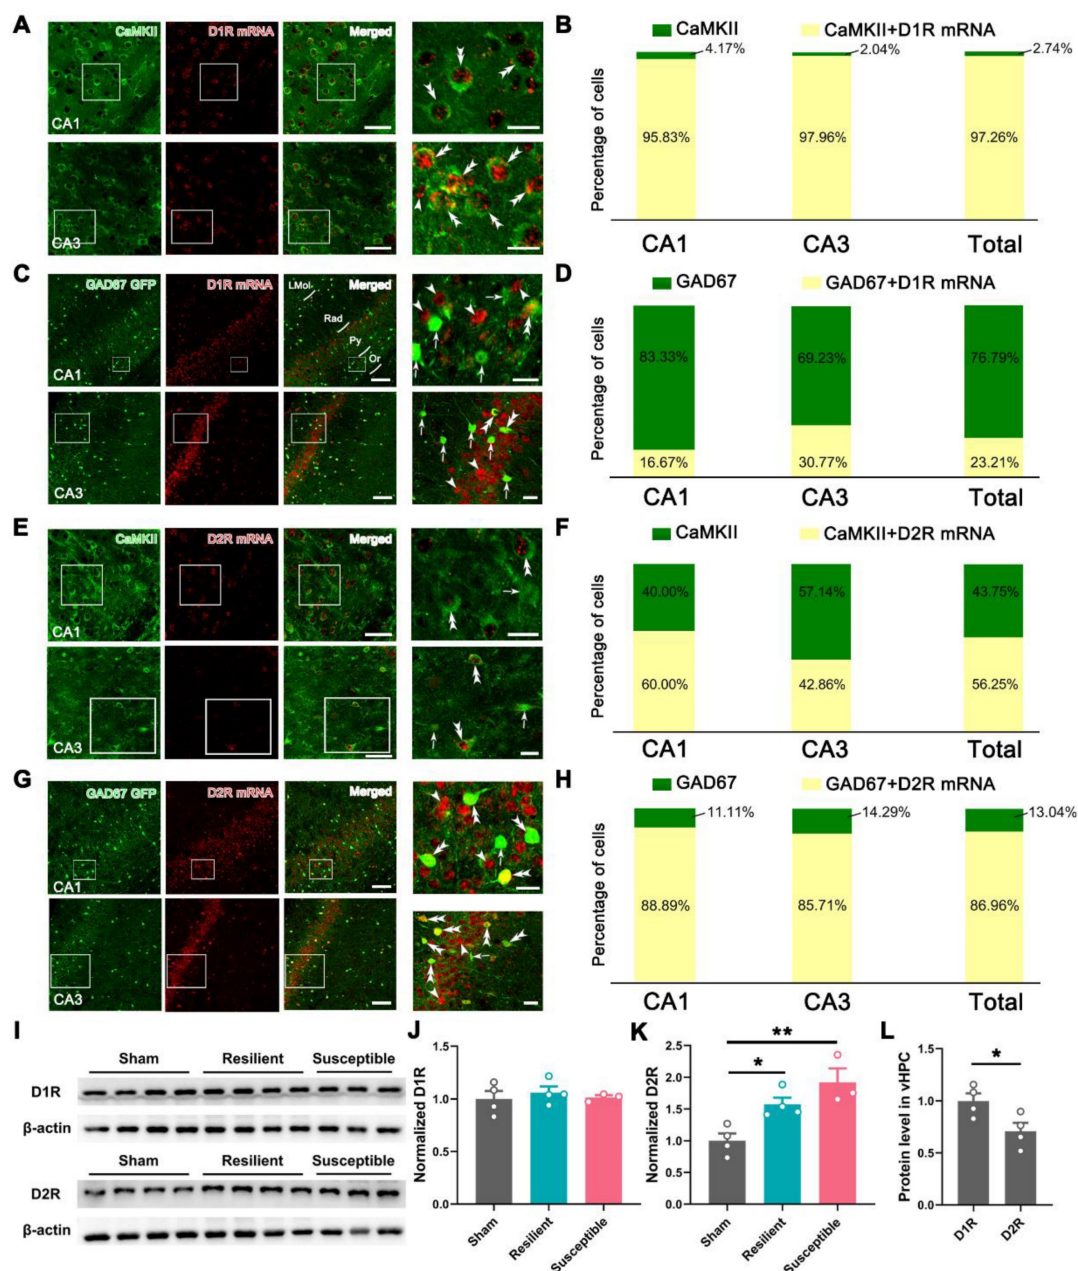 A
CaMKII D1R mRNA Merged
CA1
CA3
B
CaMKII CaMKII+D1R mRNA
Percentage of cells
4.17% 2.04% 2.74%
95.83% 97.96% 97.26%
CA1 CA3 Total
C
GAD67 GFP D1R mRNA Merged
LMol
Rad
Py
Or
CA1
CA3
D
GAD67 GAD67+D1R mRNA
Percentage of cells
83.33% 69.23% 76.79%
16.67% 30.77% 23.21%
CA1 CA3 Total
E
CaMKII D2R mRNA Merged
CA1
CA3
F
CaMKII CaMKII+D2R mRNA
Percentage of cells
40.00% 57.14% 43.75%
60.00% 42.86% 56.25%
CA1 CA3 Total
G
GAD67 GFP D2R mRNA Merged
CA1
CA3
H
GAD67 GAD67+D2R mRNA
Percentage of cells
11.11% 14.29% 13.04%
88.89% 85.71% 86.96%
CA1 CA3 Total
I
Sham Resilient Susceptible
D1R
β-actin
Sham Resilient Susceptible
D2R
β-actin
J
Normalized D1R
1.5
1.0
0.5
0.0
Sham Resilient Susceptible
K
Normalized D2R
2.5
2.0
1.5
1.0
0.5
0.0
* **
Sham Resilient Susceptible
L
Protein level in vHPC
1.5
1.0
0.5
0.0
*
D1R D2R